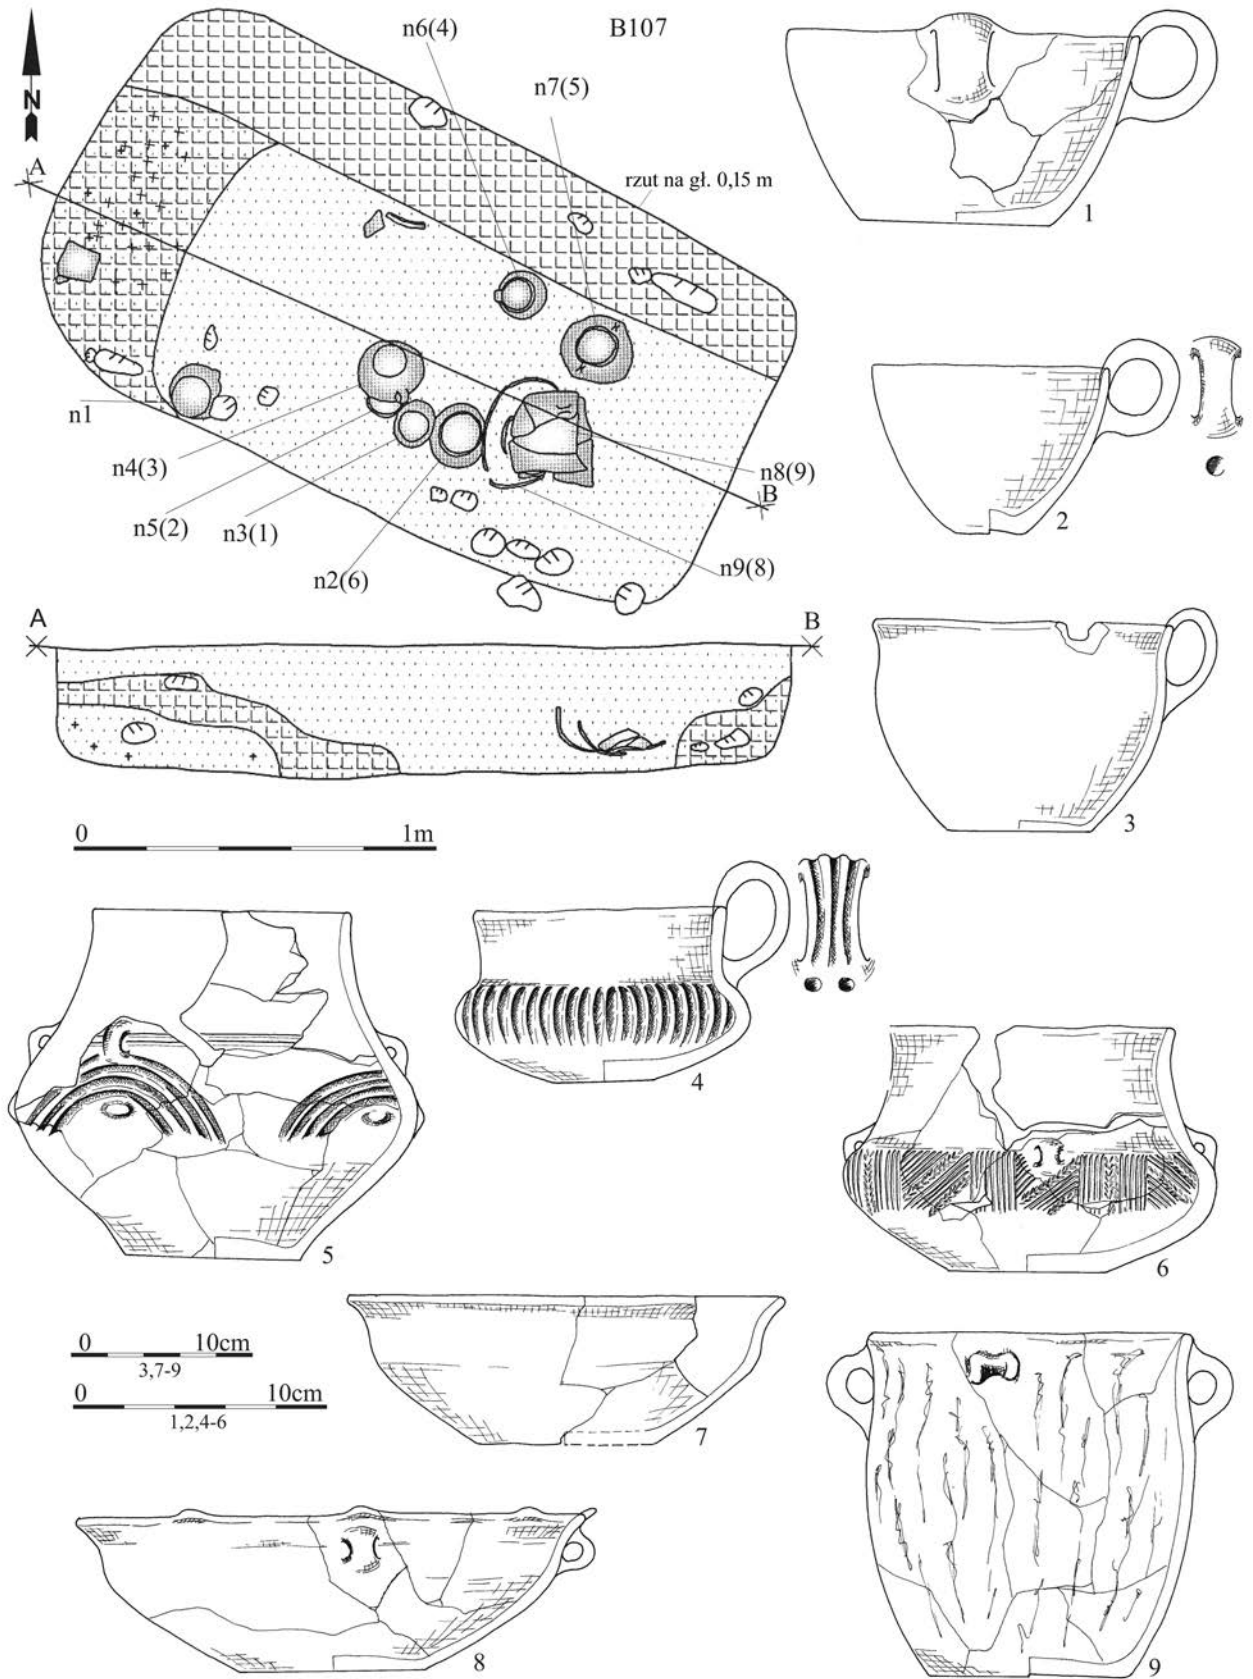 B107
N
n6(4)
n7(5)
A
rzut na gł. 0,15 m
1
n1
n4(3)
n5(2)
n3(1)
n2(6)
n8(9)
B
n9(8)
2
A
B
3
0 1m
4
5
6
0 10cm
3,7-9
0 10cm
1,2,4-6
7
8
9